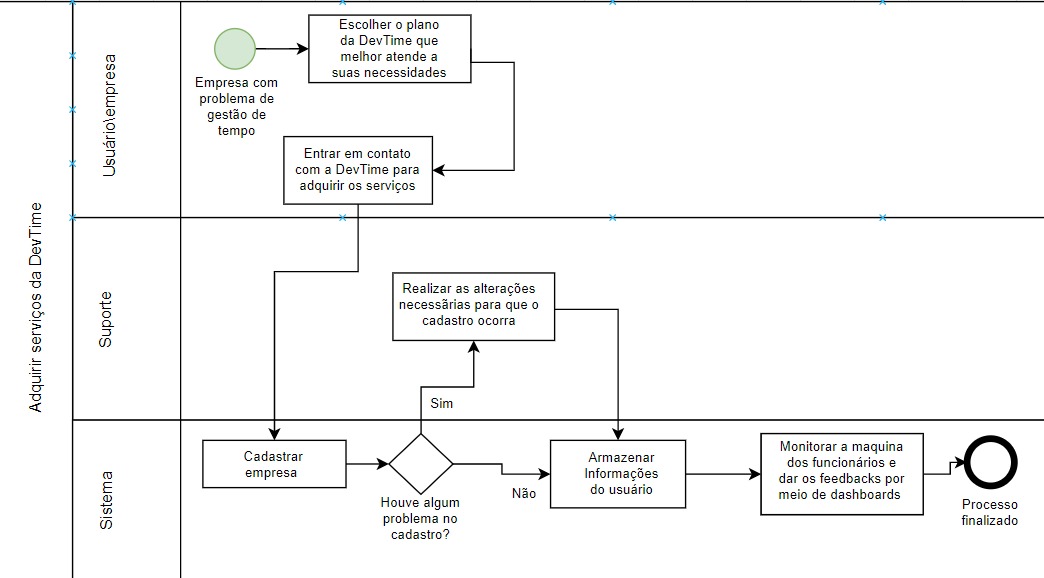 Adquirir serviços da DevTime
Usuário\empresa
Empresa com
problema de
gestão de
tempo
Escolher o plano
da DevTime que
melhor atende a
suas necessidades
Entrar em contato
com a DevTime para
adquirir os serviços
Suporte
Realizar as alterações
necessãrias para que o
cadastro ocorra
Sim
Sistema
Cadastrar
empresa
Houve algum
problema no
cadastro?
Não
Armazenar
Informações
do usuário
Monitorar a maquina
dos funcionários e
dar os feedbacks por
meio de dashboards
Processo
finalizado